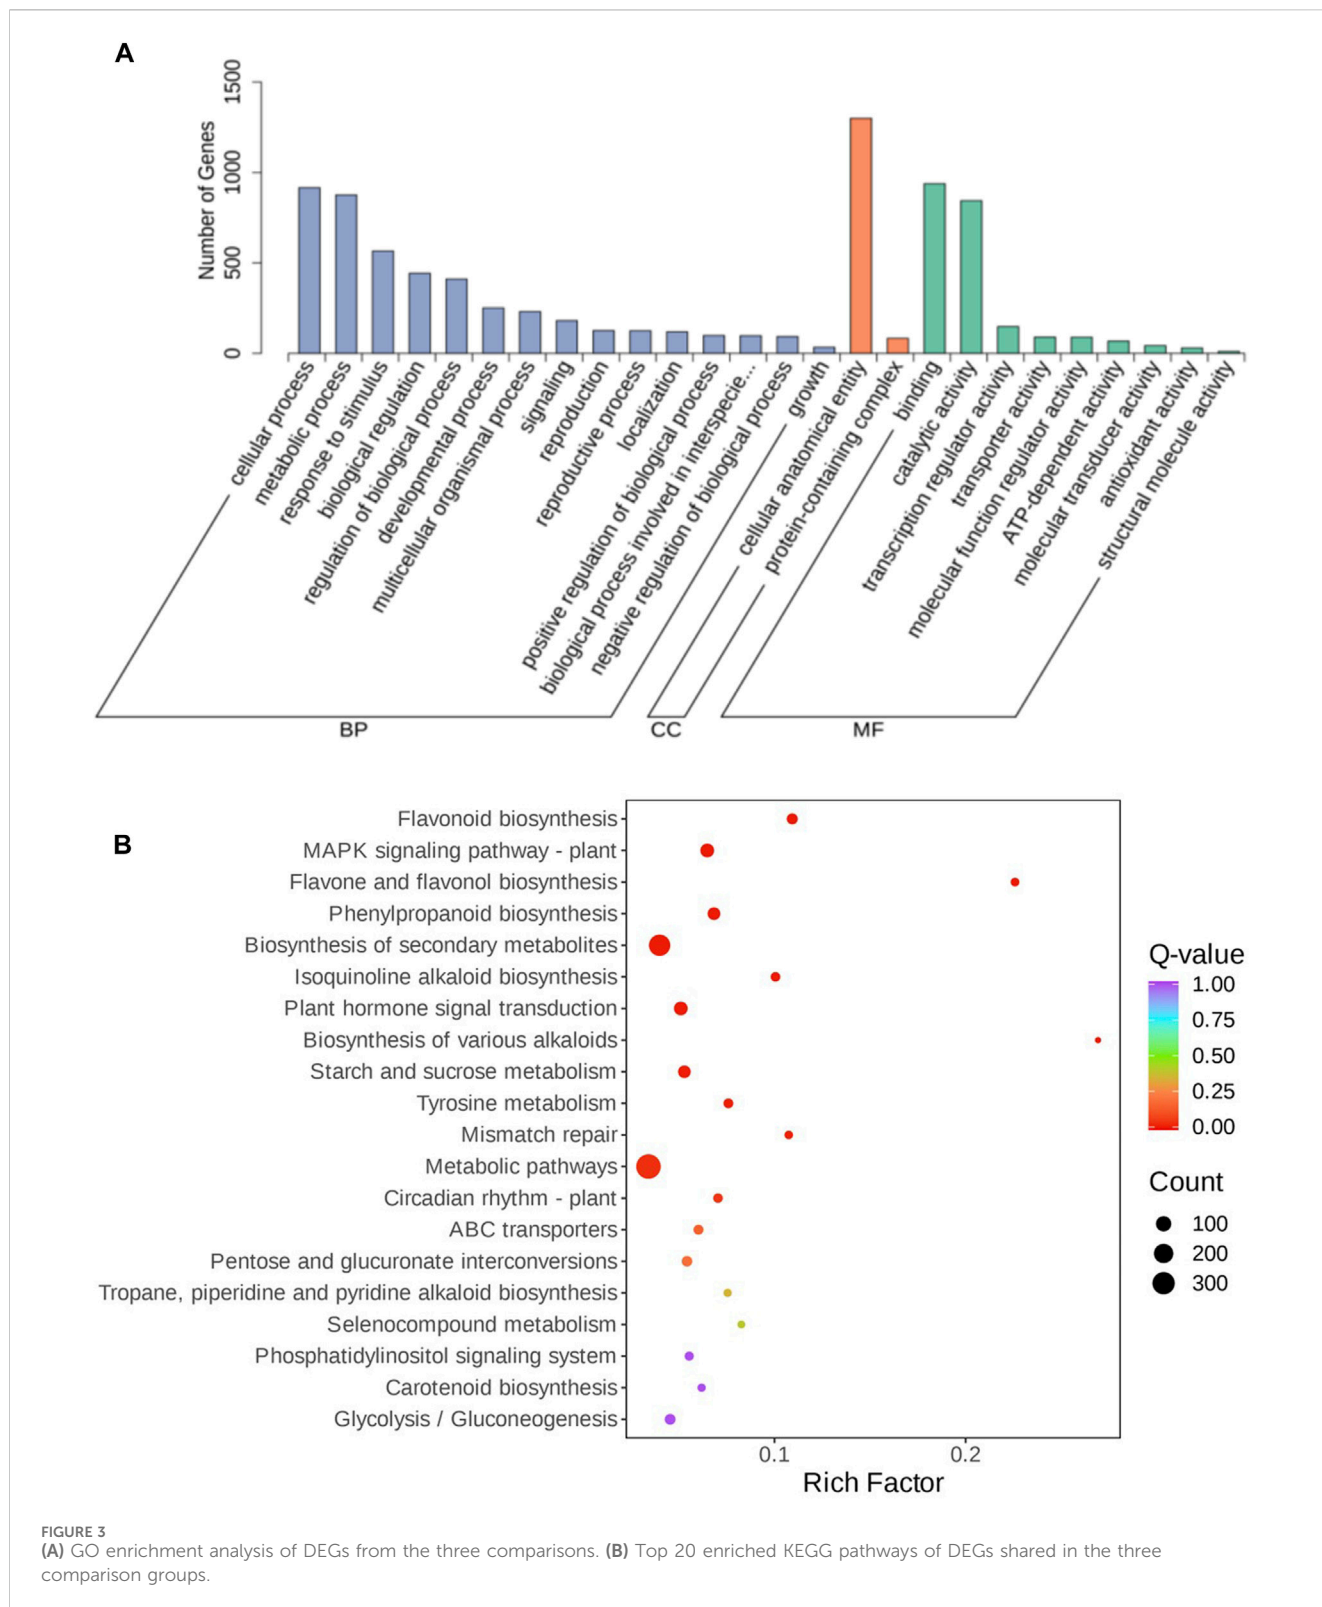 A
Number of Genes
1500
1000
500
0
cellular process
metabolic process
response to stimulus
biological regulation
regulation of biological process
developmental process
multicellular organismal process
signaling
reproduction
reproductive process
localization
positive regulation of biological process
biological process involved in interspecie...
negative regulation of biological process
growth
cellular anatomical entity
protein-containing complex
binding
catalytic activity
transcription regulator activity
transporter activity
molecular function regulator activity
ATP-dependent activity
molecular transducer activity
antioxidant activity
structural molecule activity
BP
CC
MF
B
Flavonoid biosynthesis
MAPK signaling pathway - plant
Flavone and flavonol biosynthesis
Phenylpropanoid biosynthesis
Biosynthesis of secondary metabolites
Isoquinoline alkaloid biosynthesis
Plant hormone signal transduction
Biosynthesis of various alkaloids
Starch and sucrose metabolism
Tyrosine metabolism
Mismatch repair
Metabolic pathways
Circadian rhythm - plant
ABC transporters
Pentose and glucuronate interconversions
Tropane, piperidine and pyridine alkaloid biosynthesis
Selenocompound metabolism
Phosphatidylinositol signaling system
Carotenoid biosynthesis
Glycolysis / Gluconeogenesis
0.1
0.2
Rich Factor
Q-value
1.00
0.75
0.50
0.25
0.00
Count
100
200
300
FIGURE 3
(A) GO enrichment analysis of DEGs from the three comparisons. (B) Top 20 enriched KEGG pathways of DEGs shared in the three
comparison groups.